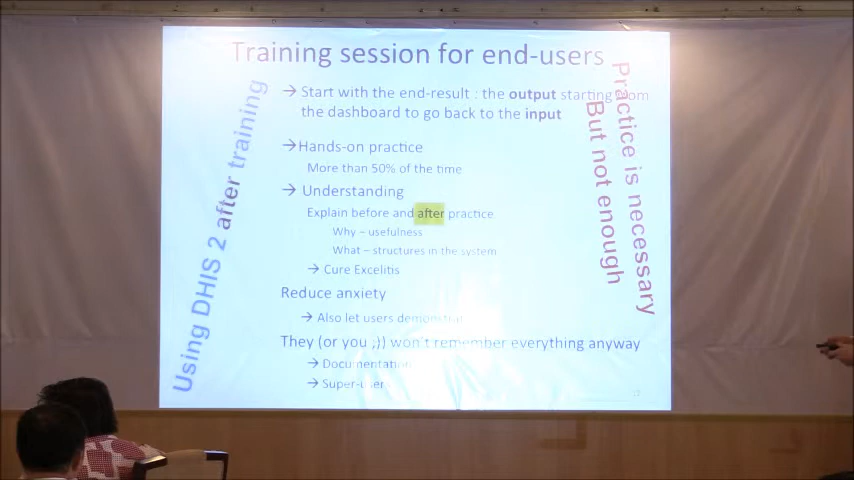 Training session for end-users
→ Start with the end-result : the output starting from
the dashboard to go back to the input
→Hands-on practice
More than 50% of the time
→ Understanding
Explain before and after practice
Why – usefulness
What – structures in the system
→ Cure Excelitis
Reduce anxiety
→ Also let users demonstrate
They (or you ;)) won't remember everything anyway
→ Documentation
→ Super-user
Using DHIS 2 after training
Practice is necessary
But not enough